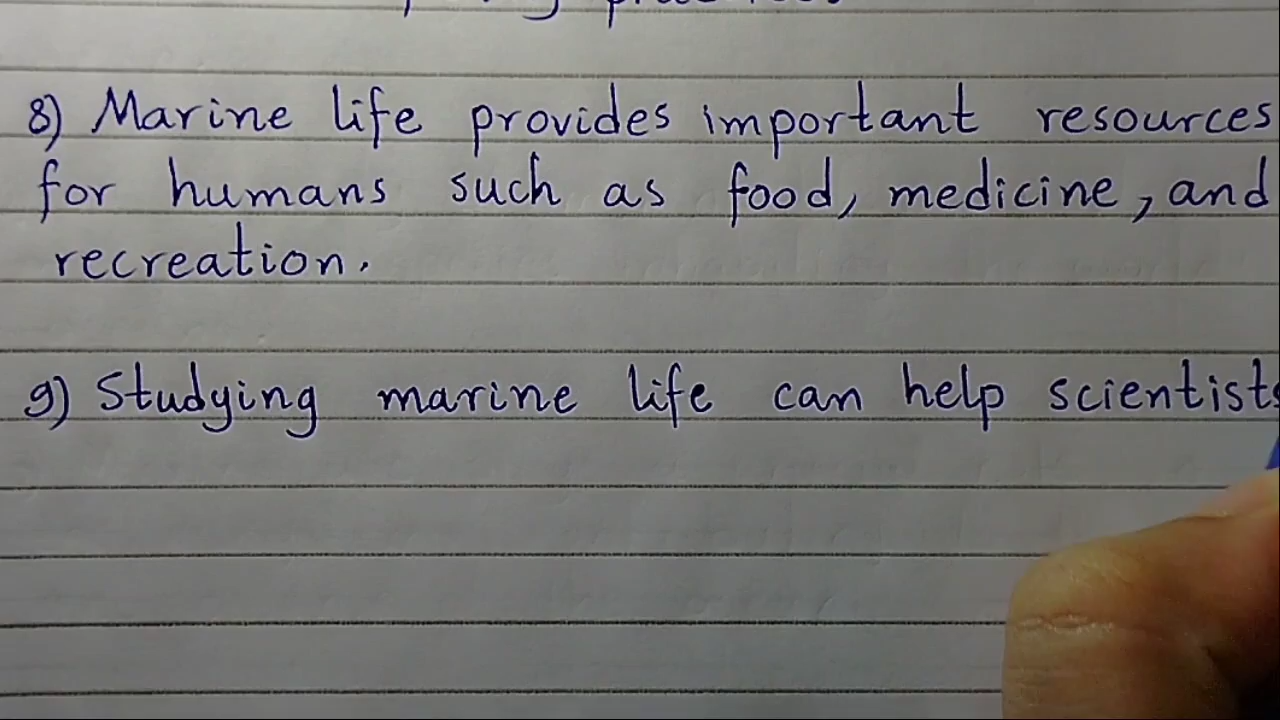 8) Marine life provides important resources
for humans such as food, medicine, and
recreation.
9) Studying marine life can help scientists